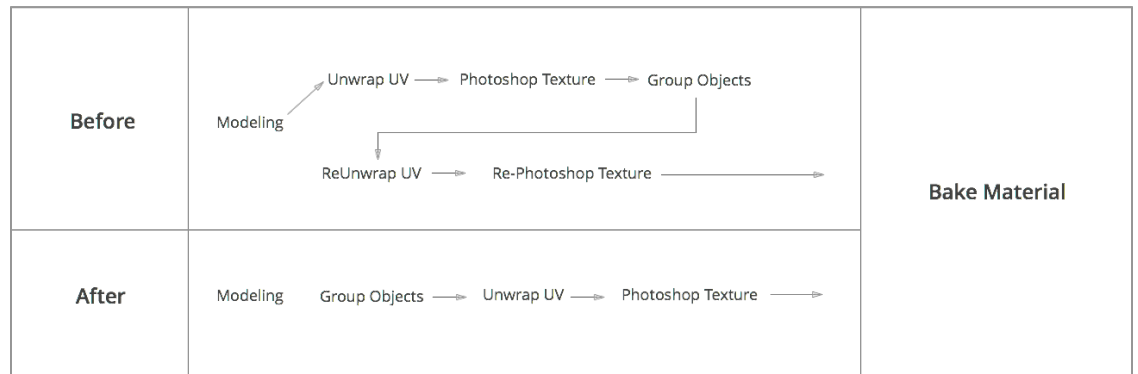 Before
Modeling
Unwrap UV
Photoshop Texture
Group Objects
ReUnwrap UV
Re-Photoshop Texture
Bake Material
After
Modeling
Group Objects
Unwrap UV
Photoshop Texture